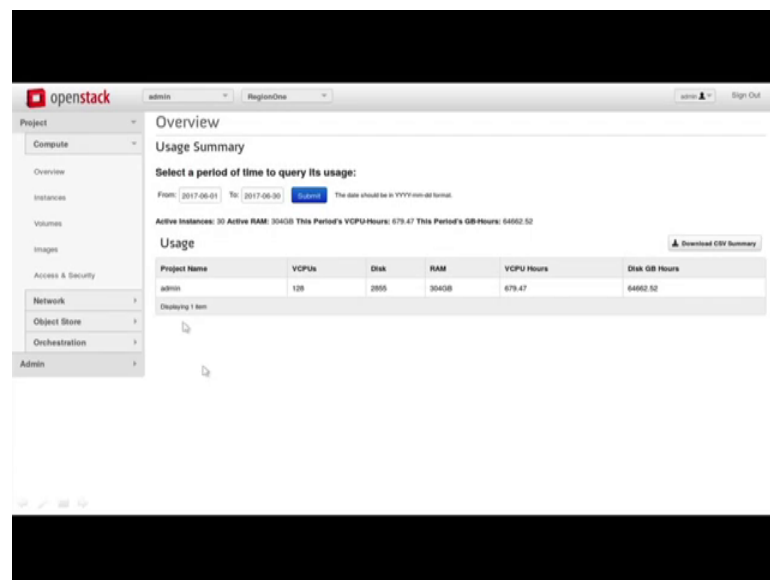 openstack admin RegionOne admin Sign Out
Project
Compute
Overview
Instances
Volumes
Images
Access & Security
Network
Object Store
Orchestration
Admin
Overview
Usage Summary
Select a period of time to query its usage:
From: 2017-06-01 To: 2017-06-30 Submit The date should be in YYYY-mm-dd format.
Active Instances: 30 Active RAM: 304GB This Period's VCPU-Hours: 679.47 This Period's GB-Hours: 64662.52
Usage Download CSV Summary
Project Name VCPUs Disk RAM VCPU Hours Disk GB Hours
admin 128 2855 304GB 679.47 64662.52
Displaying 1 item